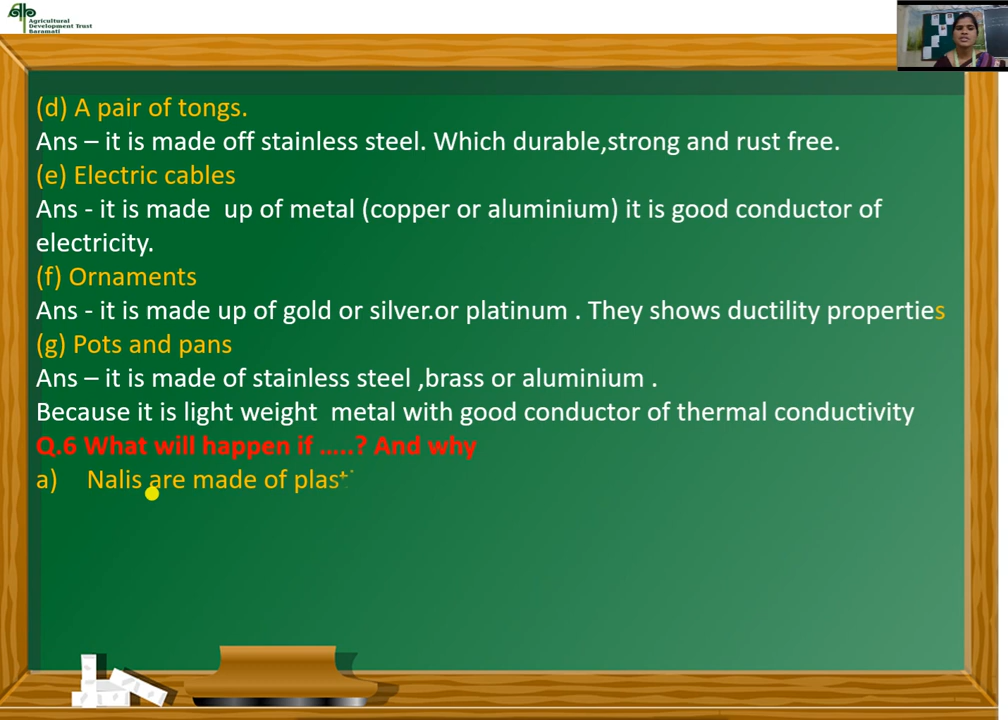 Agricultural
Development Trust
Baramati
(d) A pair of tongs.
Ans – it is made off stainless steel. Which durable,strong and rust free.
(e) Electric cables
Ans - it is made  up of metal (copper or aluminium) it is good conductor of
electricity.
(f) Ornaments
Ans - it is made up of gold or silver.or platinum . They shows ductility properties
(g) Pots and pans
Ans – it is made of stainless steel ,brass or aluminium .
Because it is light weight  metal with good conductor of thermal conductivity
Q.6 What will happen if …..? And why
a)    Nalis are made of plast